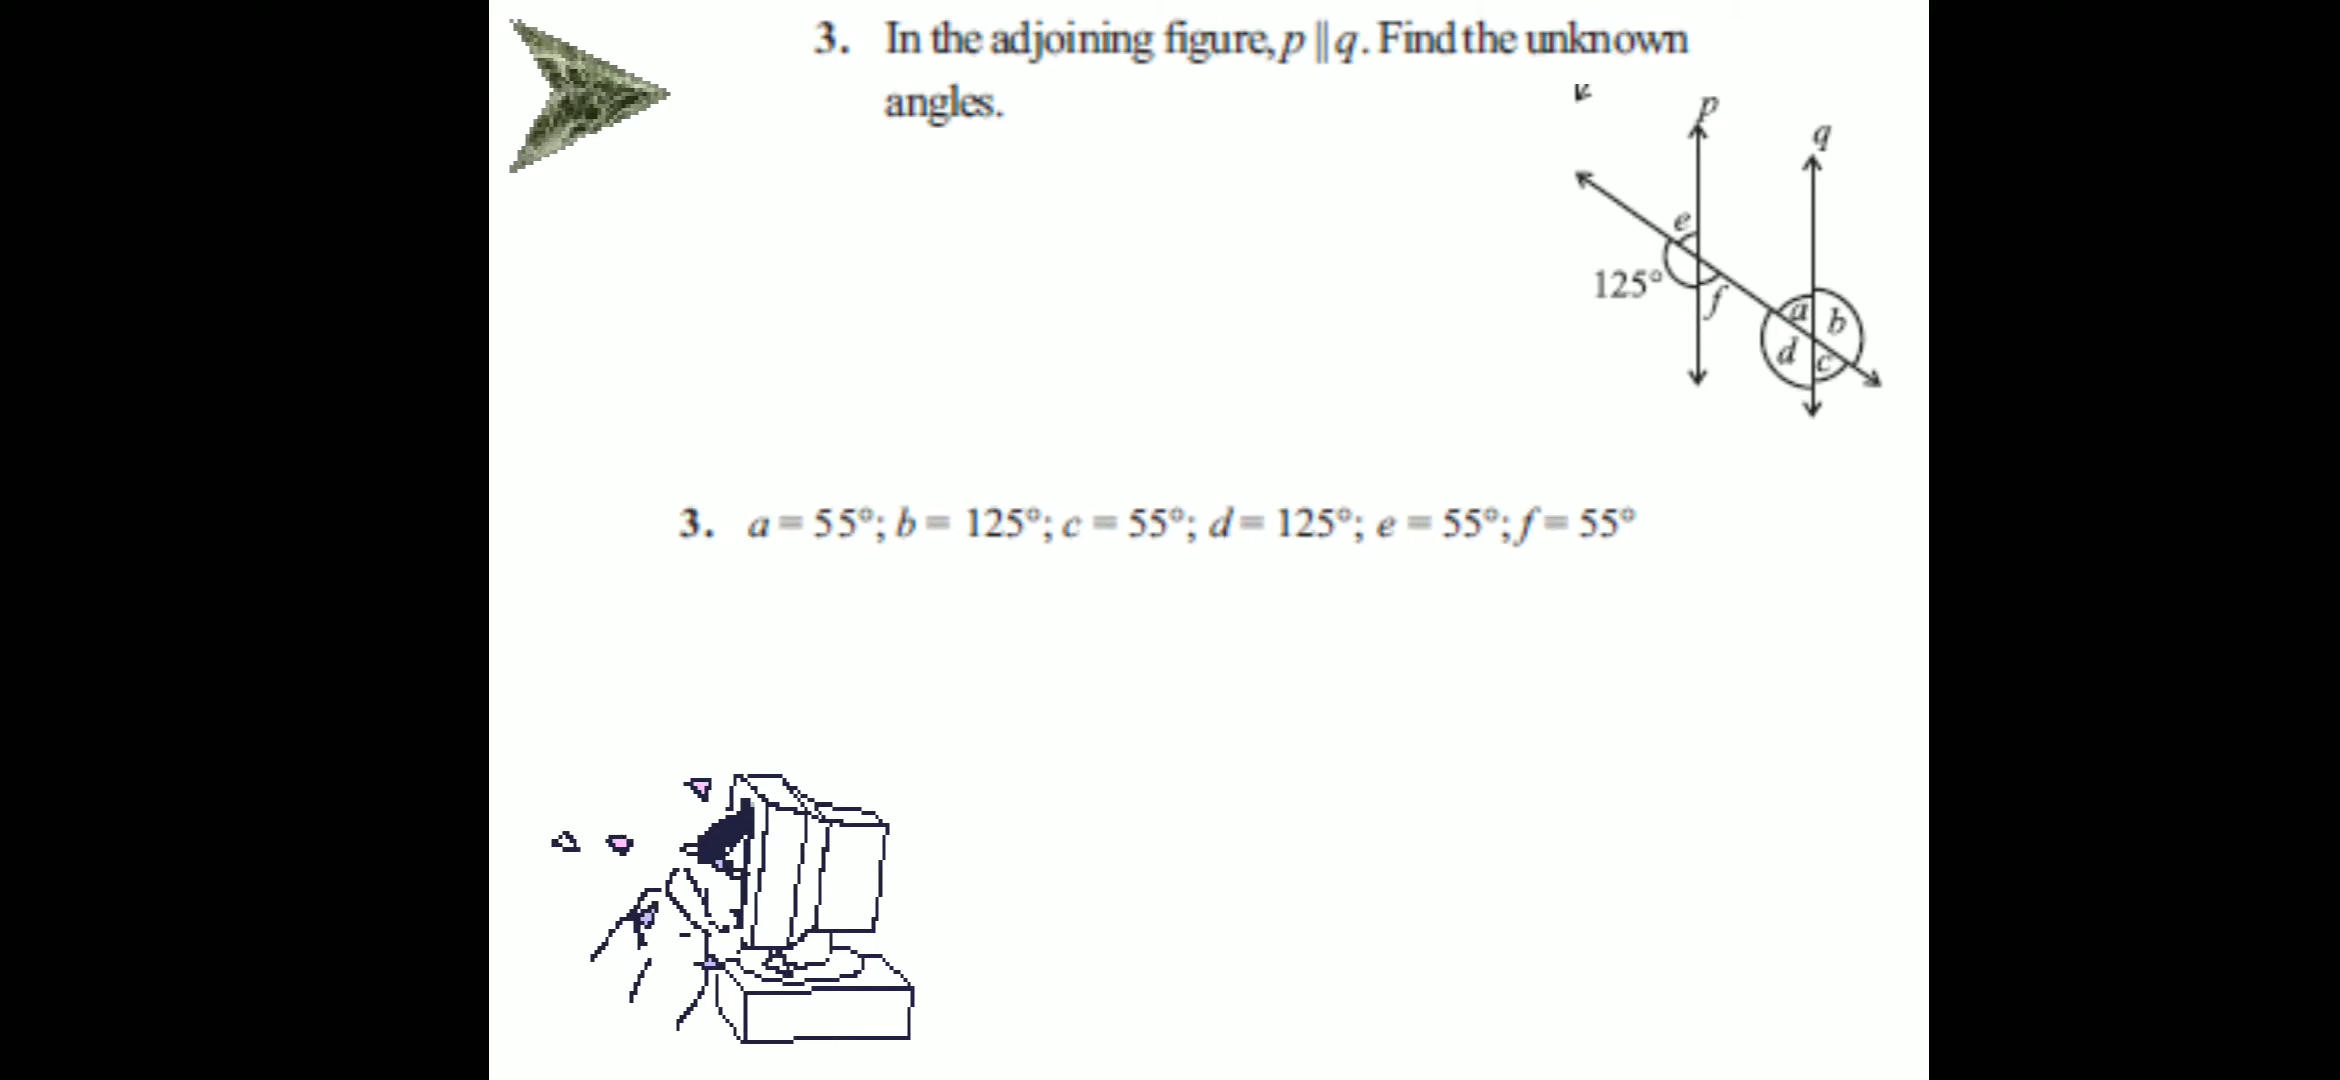 3. In the adjoining figure, p || q. Find the unknown
angles.
p
q
e
125°
f
a
b
d
c
3. a = 55°; b = 125°; c = 55°; d = 125°; e = 55°; f = 55°